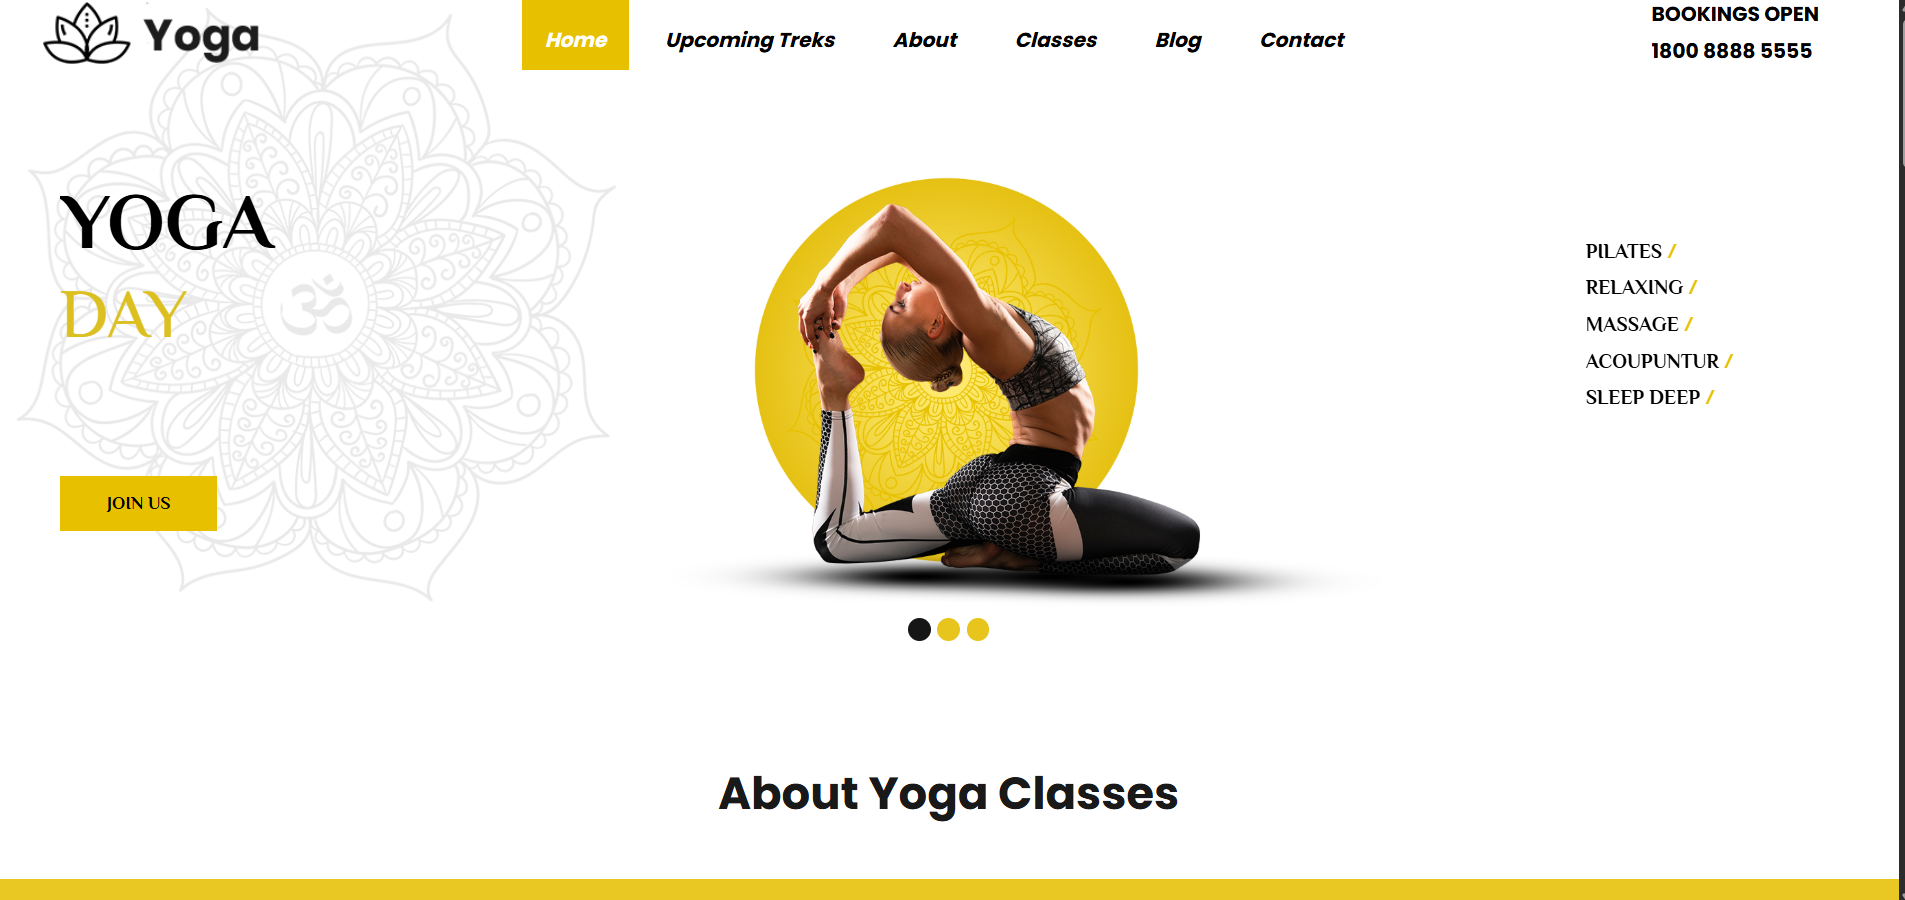 Yoga
Home Upcoming Treks About Classes Blog Contact
BOOKINGS OPEN
1800 8888 5555
YOGA
DAY
ॐ
JOIN US
PILATES /
RELAXING /
MASSAGE /
ACOUPUNTUR /
SLEEP DEEP /
About Yoga Classes